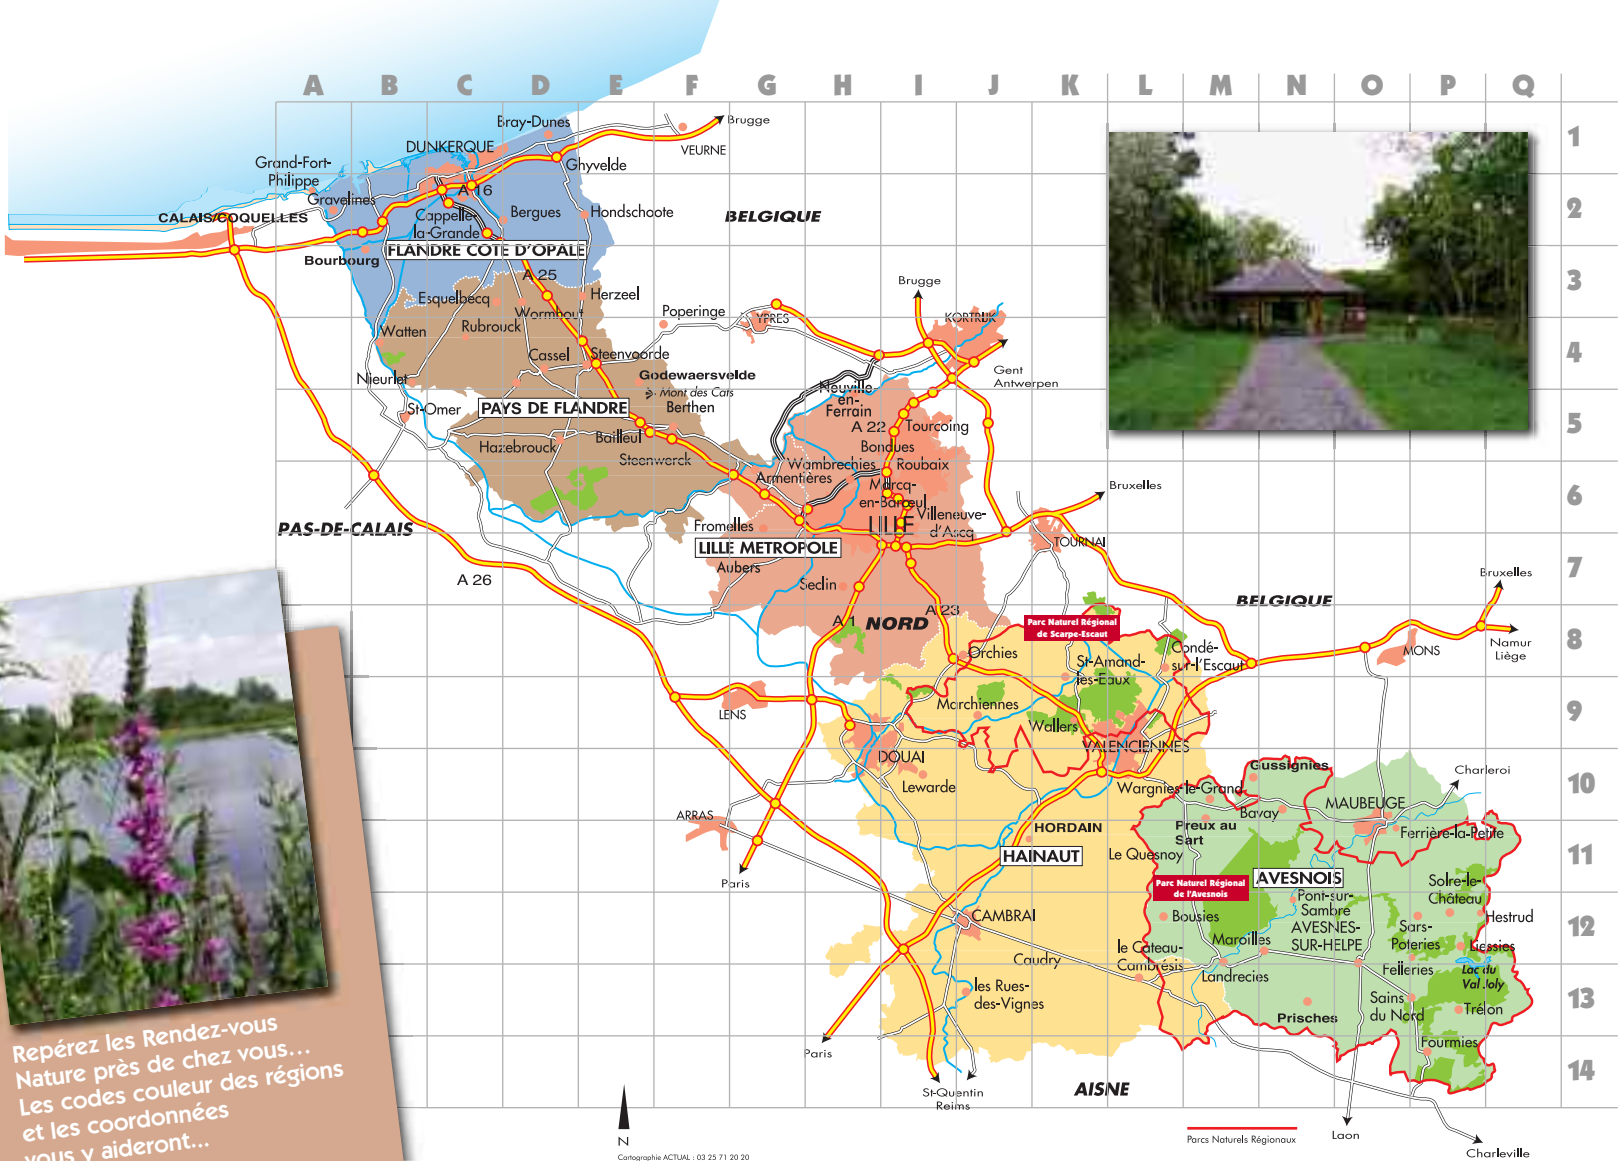 A B C D E F G H I J K L M N O P Q
1
2
3
4
5
6
7
8
9
10
11
12
13
14
Bray-Dunes
Brugge
DUNKERQUE
VEURNE
Grand-Fort-
Philippe
Ghyvelde
A 16
Gravelines
CALAIS/COQUELLES
Cappelle-
la-Grande
Bergues
Hondschoote
BELGIQUE
FLANDRE COTE D'OPALE
Bourbourg
A 25
Esquelbecq
Herzeel
Wormhout
Rubrouck
Watten
Poperinge
YPRES
Brugge
KORTRIJK
Cassel
Steenvoorde
Nieurlet
Godewaersvelde
Mont des Cats
Berthen
Gent
Antwerpen
St-Omer
PAYS DE FLANDRE
Neuville-
en-
Ferrain
A 22
Tourcoing
Hazebrouck
Bailleul
Bondues
Steenwerck
Wambrechies
Roubaix
Armentières
Marcq-
en-Barœul
Bruxelles
PAS-DE-CALAIS
Fromelles
LILLE
Villeneuve-
d'Ascq
TOURNAI
LILLE METROPOLE
Aubers
A 26
Seclin
Bruxelles
BELGIQUE
A 23
A 1
NORD
Parc Naturel Régional
de Scarpe-Escaut
Orchies
St-Amand-
les-Eaux
Condé-
sur-l'Escaut
MONS
Namur
Liège
LENS
Marchiennes
Wallers
VALENCIENNES
DOUAI
Lewarde
Gussignies
Charleroi
Wargnies-le-Grand
ARRAS
HORDAIN
Bavay
MAUBEUGE
Preux au
Sart
Ferrière-la-Petite
HAINAUT
Le Quesnoy
Paris
AVESNOIS
Parc Naturel Régional
de l'Avesnois
Solre-le-
Château
Pont-sur-
Sambre
CAMBRAI
Bousies
Hestrud
AVESNES-
SUR-HELPE
Sars-
Poteries
Maroilles
Liessies
le Cateau-
Cambrésis
Caudry
Landrecies
Felleries
Lac du
Val Joly
les Rues-
des-Vignes
Sains
du Nord
Trélon
Prisches
Fourmies
Paris
St-Quentin
Reims
AISNE
N
Parcs Naturels Régionaux
Laon
Charleville
Cartographie ACTUAL : 03 25 71 20 20
Repérez les Rendez-vous
Nature près de chez vous...
Les codes couleur des régions
et les coordonnées
vous y aideront...